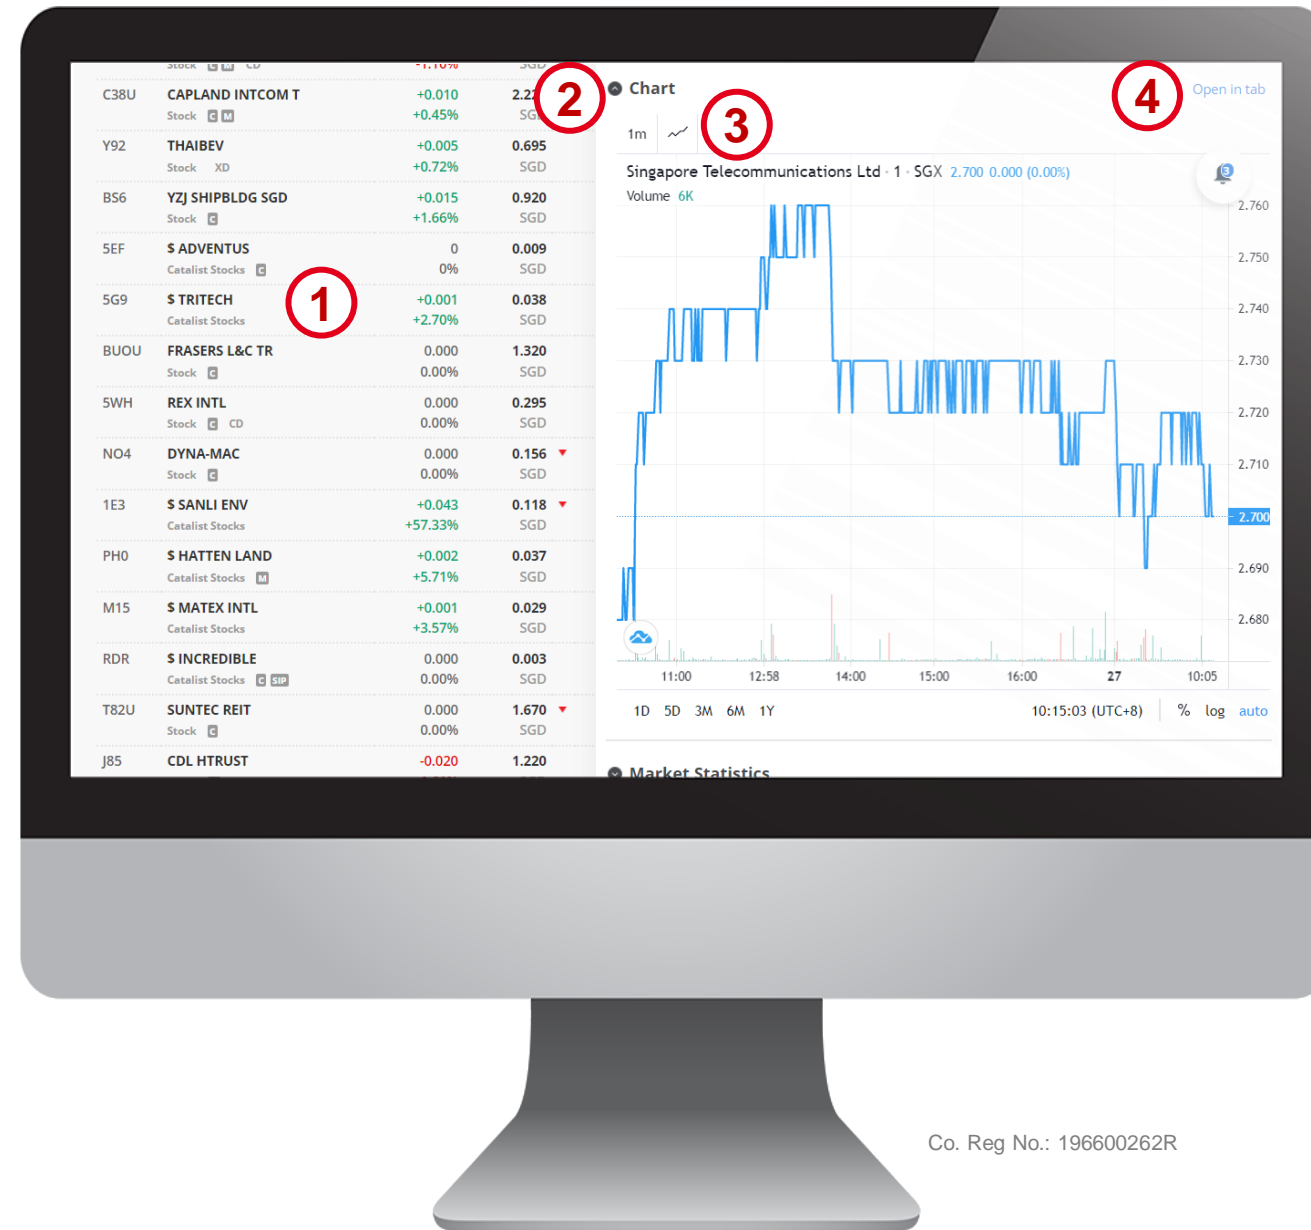 Stock C M CD -1.10% SGD
C38U CAPLAND INTCOM T +0.010 2.22
Stock C M +0.45% SG
Y92 THAIBEV +0.005 0.695
Stock XD +0.72% SGD
BS6 YZJ SHIPBLDG SGD +0.015 0.920
Stock C +1.66% SGD
5EF $ ADVENTUS 0 0.009
Catalist Stocks C 0% SGD
5G9 $ TRITECH +0.001 0.038
Catalist Stocks +2.70% SGD
1
BUOU FRASERS L&C TR 0.000 1.320
Stock C 0.00% SGD
5WH REX INTL 0.000 0.295
Stock C CD 0.00% SGD
NO4 DYNA-MAC 0.000 0.156
Stock C 0.00% SGD
1E3 $ SANLI ENV +0.043 0.118
Catalist Stocks +57.33% SGD
PH0 $ HATTEN LAND +0.002 0.037
Catalist Stocks M +5.71% SGD
M15 $ MATEX INTL +0.001 0.029
Catalist Stocks +3.57% SGD
RDR $ INCREDIBLE 0.000 0.003
Catalist Stocks C SIP 0.00% SGD
T82U SUNTEC REIT 0.000 1.670
Stock C 0.00% SGD
J85 CDL HTRUST -0.020 1.220
2
Chart
4
Open in tab
1m
3
Singapore Telecommunications Ltd · 1 · SGX 2.700 0.000 (0.00%)
Volume 6K
3
2.760
2.750
2.740
2.730
2.720
2.710
2.700
2.690
2.680
11:00 12:58 14:00 15:00 16:00 27 10:05
1D 5D 3M 6M 1Y 10:15:03 (UTC+8) % log auto
Market Statistics
Co. Reg No.: 196600262R